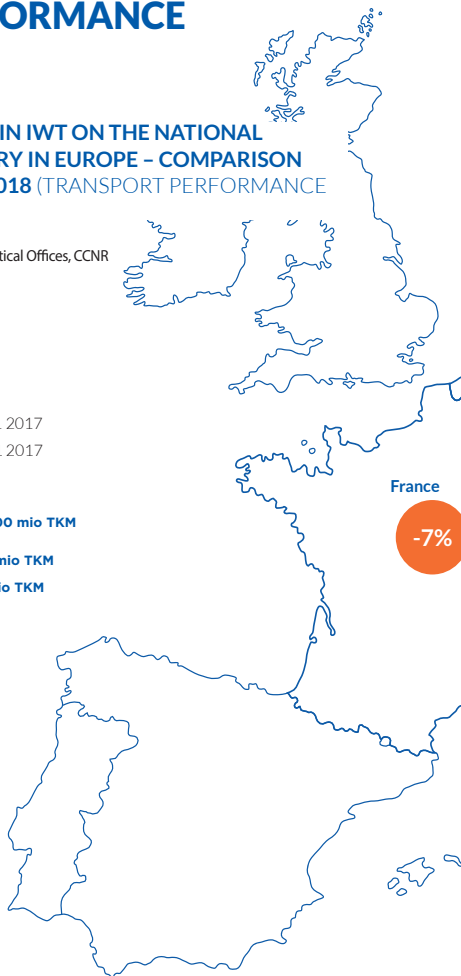 ORMANCE
IN IWT ON THE NATIONAL
RY IN EUROPE – COMPARISON
018 (TRANSPORT PERFORMANCE
tical Offices, CCNR
2017
2017
France
00 mio TKM
-7%
mio TKM
io TKM